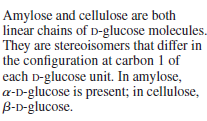 Amylose and cellulose are both
linear chains of D-glucose molecules.
They are stereoisomers that differ in
the configuration at carbon 1 of
each D-glucose unit. In amylose,
α-D-glucose is present; in cellulose,
β-D-glucose.